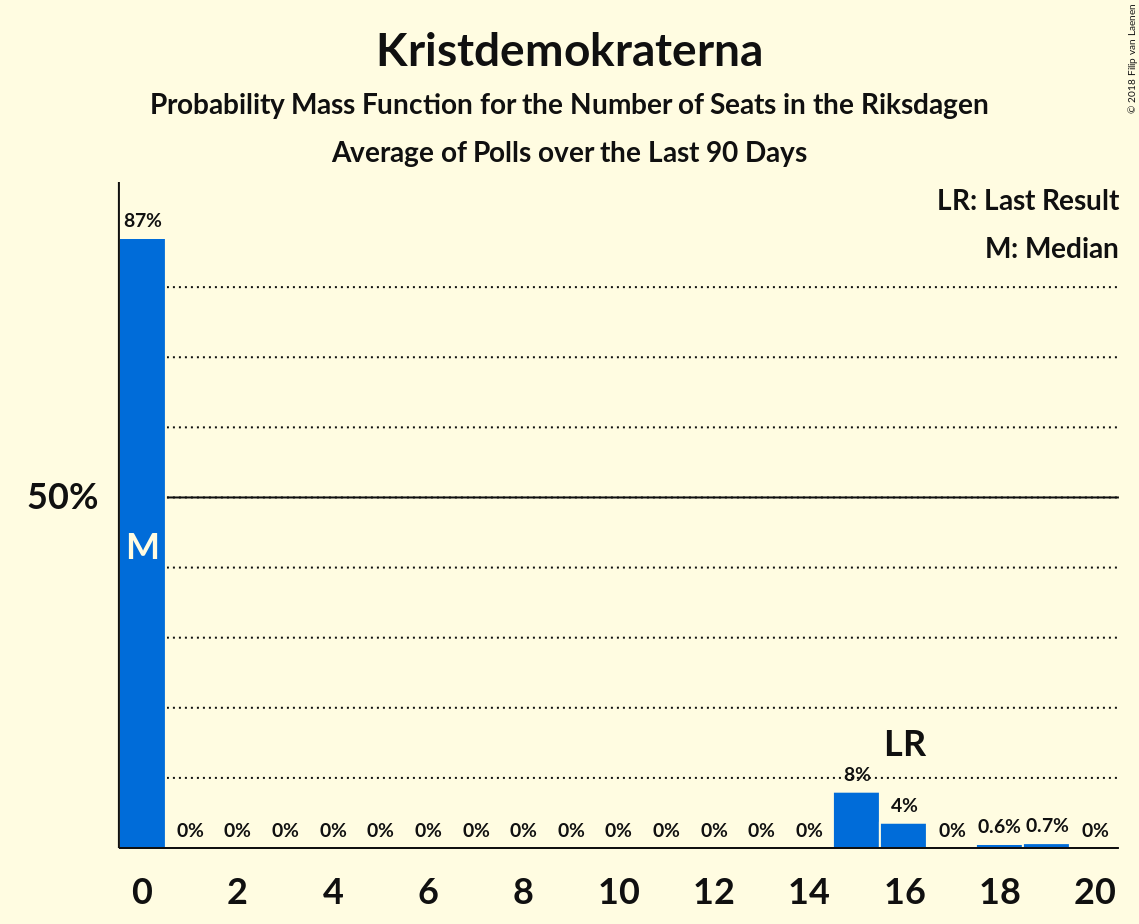 Kristdemokraterna
Probability Mass Function for the Number of Seats in the Riksdagen
Average of Polls over the Last 90 Days
© 2018 Filip van Laenen
LR: Last Result
M: Median
87%
50%
M
LR
8%
4%
0% 0% 0% 0% 0% 0% 0% 0% 0% 0% 0% 0% 0% 0% 0% 0.6% 0.7% 0%
0 2 4 6 8 10 12 14 16 18 20